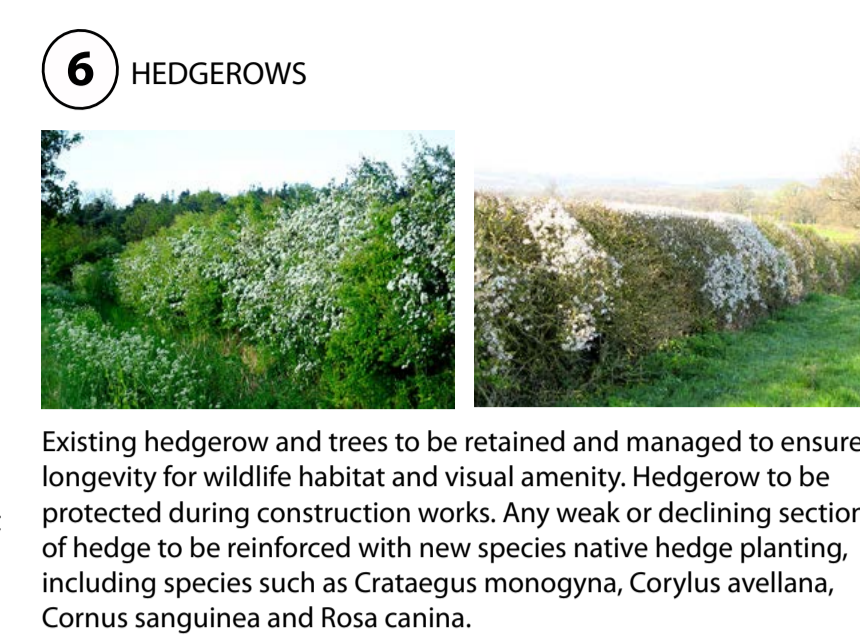 6 HEDGEROWS
Existing hedgerow and trees to be retained and managed to ensure
longevity for wildlife habitat and visual amenity. Hedgerow to be
protected during construction works. Any weak or declining section
of hedge to be reinforced with new species native hedge planting,
including species such as Crataegus monogyna, Corylus avellana,
Cornus sanguinea and Rosa canina.